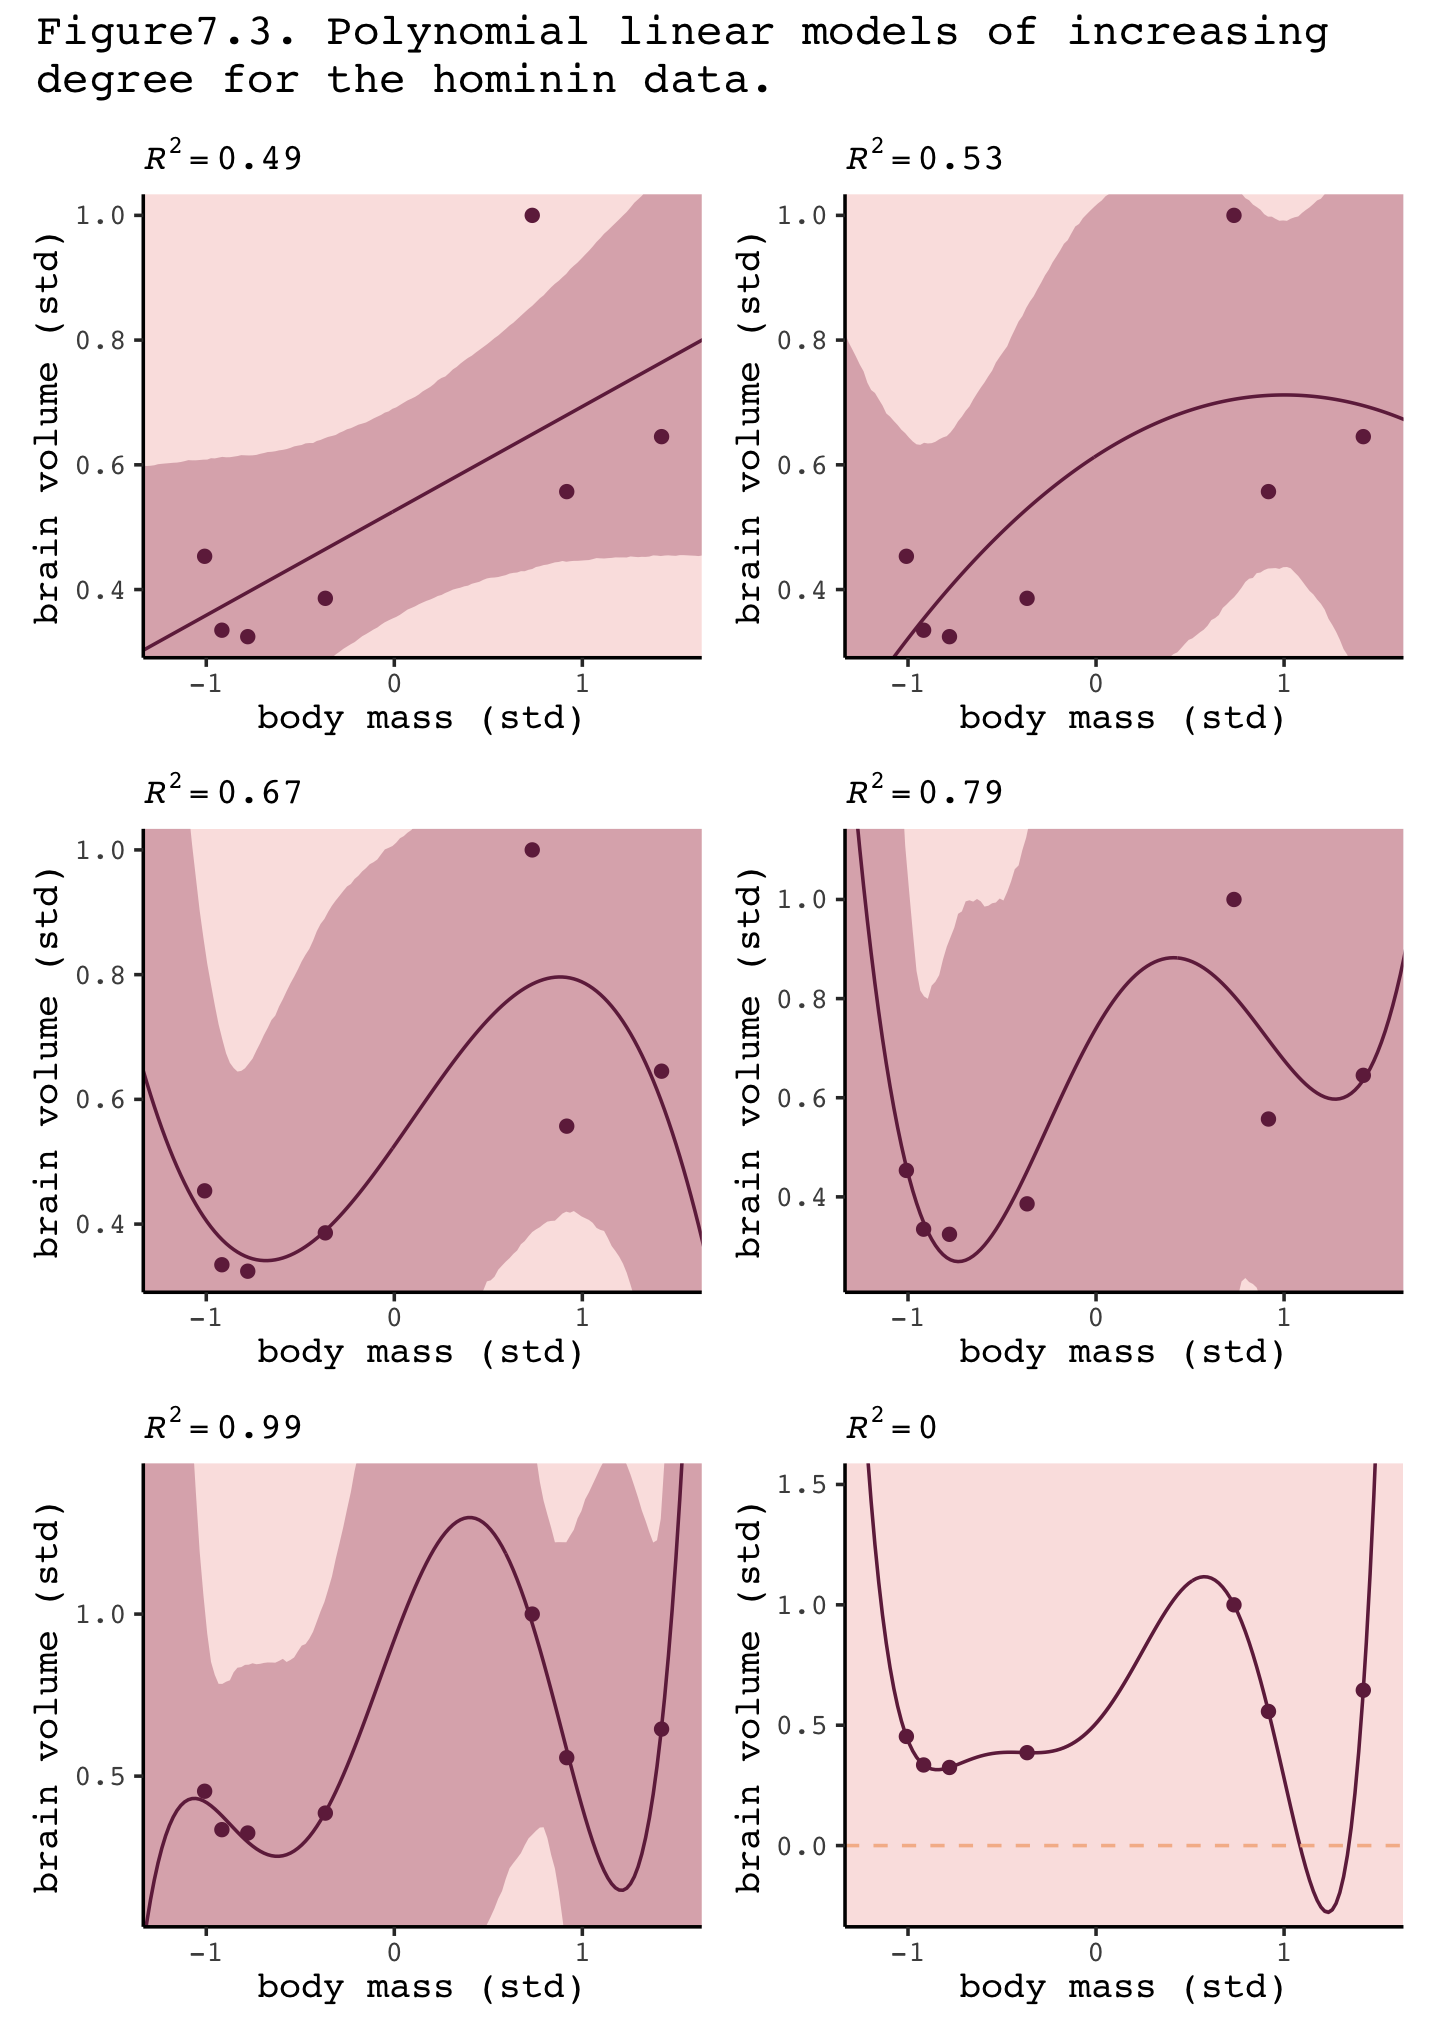 Figure7.3. Polynomial linear models of increasing
degree for the hominin data.
R²=0.49
brain volume (std)
1.0
0.8
0.6
0.4
−1 0 1
body mass (std)
R²=0.53
brain volume (std)
1.0
0.8
0.6
0.4
−1 0 1
body mass (std)
R²=0.67
brain volume (std)
1.0
0.8
0.6
0.4
−1 0 1
body mass (std)
R²=0.79
brain volume (std)
1.0
0.8
0.6
0.4
−1 0 1
body mass (std)
R²=0.99
brain volume (std)
1.0
0.5
−1 0 1
body mass (std)
R²=0
brain volume (std)
1.5
1.0
0.5
0.0
−1 0 1
body mass (std)